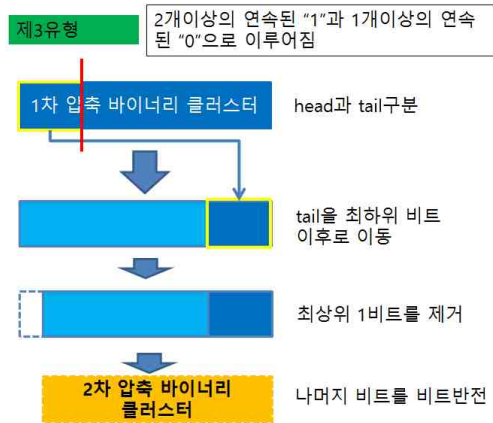 제3유형
2개이상의 연속된 “1”과 1개이상의 연속
된 “0”으로 이루어짐
1차 압축 바이너리 클러스터
head과 tail구분
tail을 최하위 비트
이후로 이동
최상위 1비트를 제거
2차 압축 바이너리
클러스터
나머지 비트를 비트반전